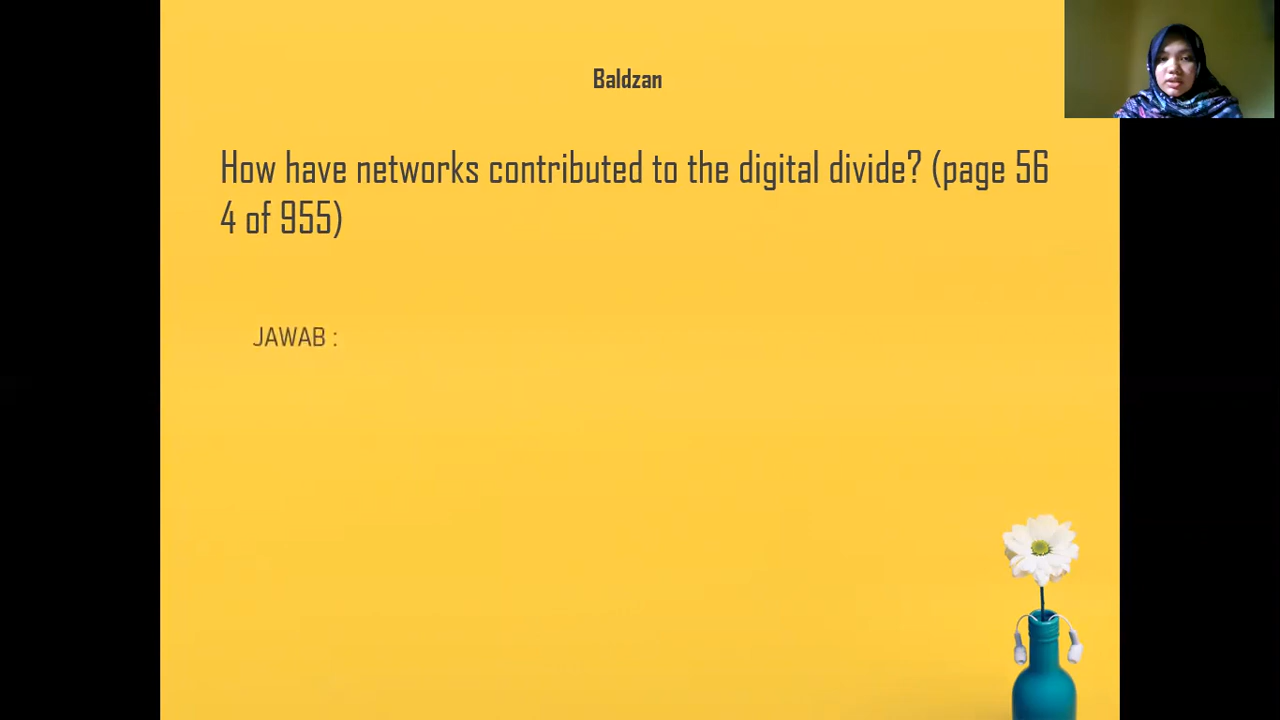 Baldzan
How have networks contributed to the digital divide? (page 56
4 of 955)
JAWAB :